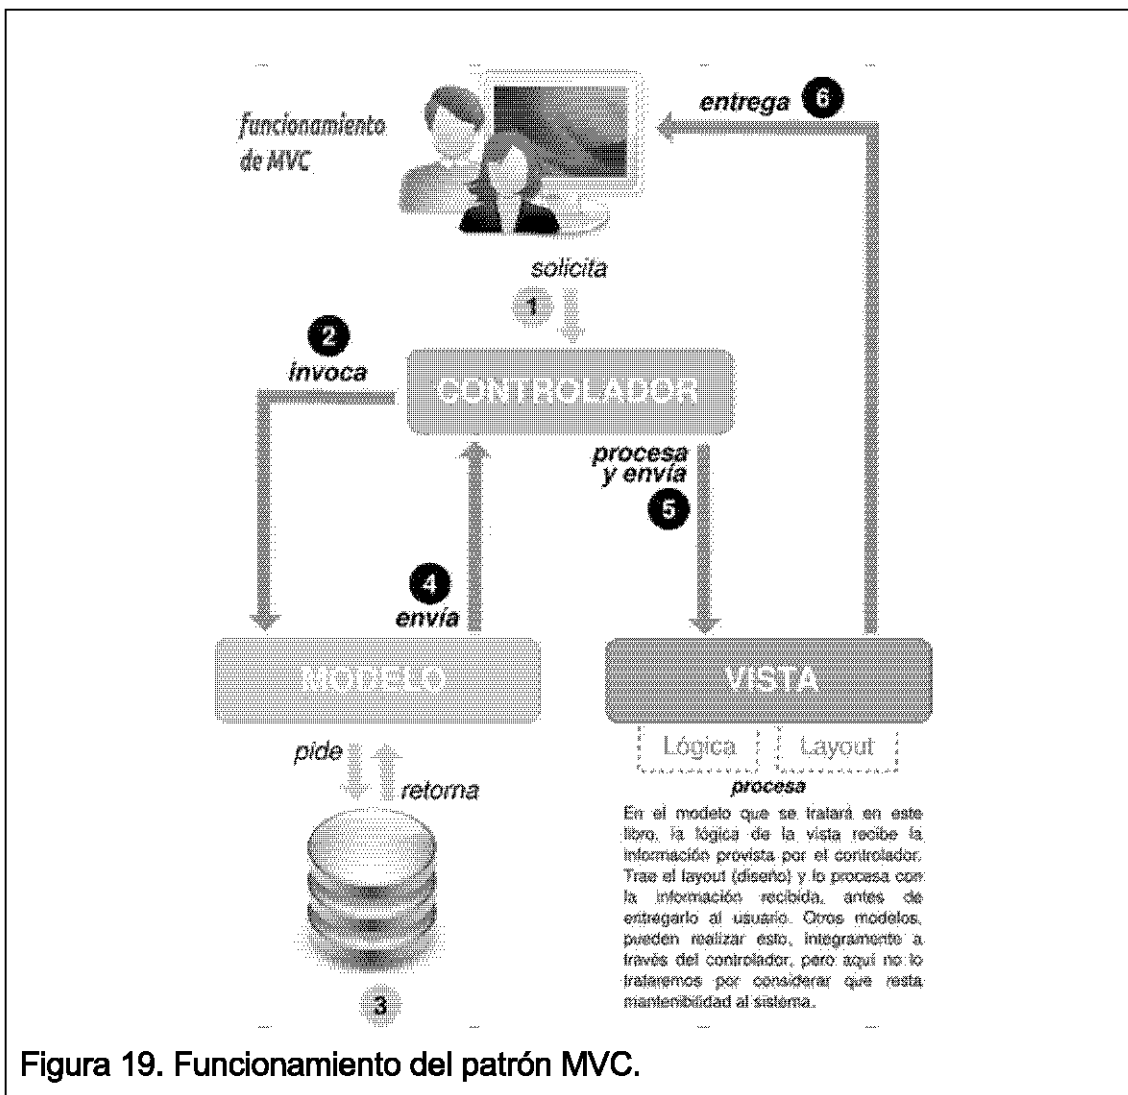 funcionamiento
de MVC
entrega 6
solicita
1
2
invoca
CONTROLADOR
procesa
y envía
5
4
envía
MODELO
VISTA
Lógica Layout
pide
retorna
procesa
En el modelo que se tratará en este
libro, la lógica de la vista recibe la
información provista por el controlador.
Trae el layout (diseño) y lo procesa con
la información recibida, antes de
entregarlo al usuario. Otros modelos,
pueden realizar esto, íntegramente a
través del controlador, pero aquí no lo
trataremos por considerar que resta
mantenibilidad al sistema.
3
Figura 19. Funcionamiento del patrón MVC.